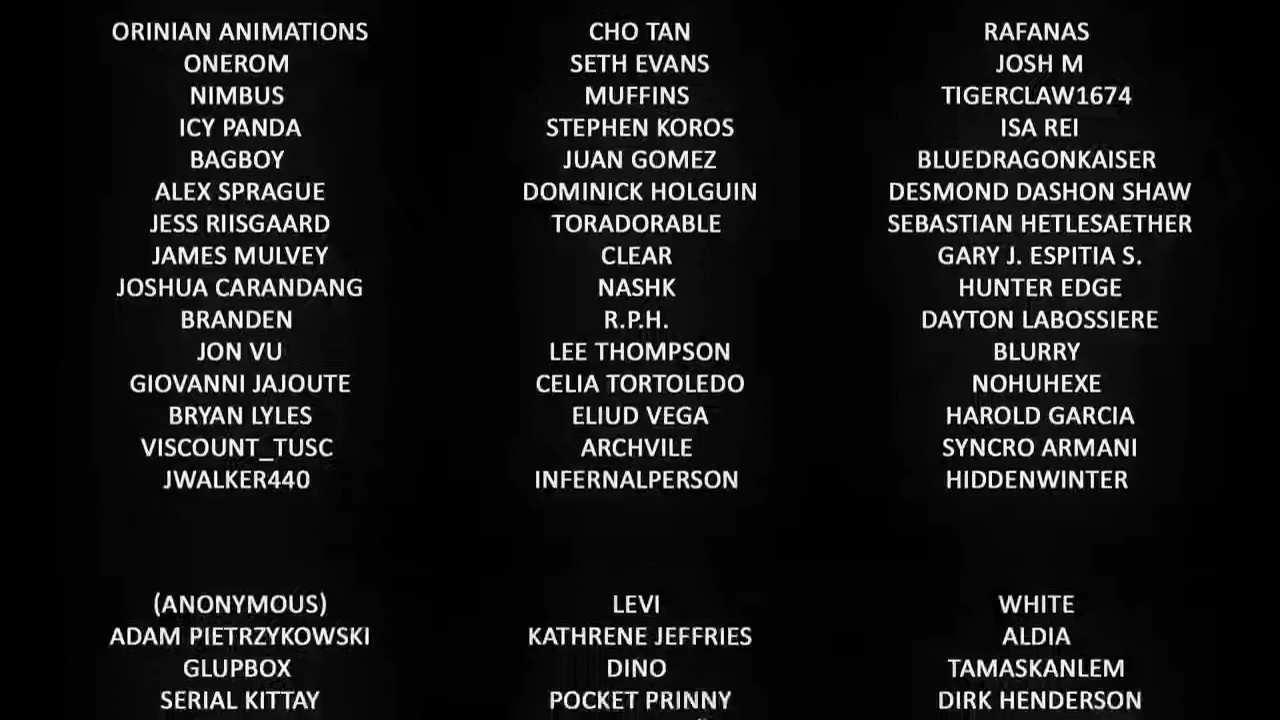 ORINIAN ANIMATIONS CHO TAN RAFANAS
ONEROM SETH EVANS JOSH M
NIMBUS MUFFINS TIGERCLAW1674
ICY PANDA STEPHEN KOROS ISA REI
BAGBOY JUAN GOMEZ BLUEDRAGONKAISER
ALEX SPRAGUE DOMINICK HOLGUIN DESMOND DASHON SHAW
JESS RIISGAARD TORADORABLE SEBASTIAN HETLESAETHER
JAMES MULVEY CLEAR GARY J. ESPITIA S.
JOSHUA CARANDANG NASHK HUNTER EDGE
BRANDEN R.P.H. DAYTON LABOSSIERE
JON VU LEE THOMPSON BLURRY
GIOVANNI JAJOUTE CELIA TORTOLEDO NOHUHEXE
BRYAN LYLES ELIUD VEGA HAROLD GARCIA
VISCOUNT_TUSC ARCHVILE SYNCRO ARMANI
JWALKER440 INFERNALPERSON HIDDENWINTER
(ANONYMOUS) LEVI WHITE
ADAM PIETRZYKOWSKI KATHRENE JEFFRIES ALDIA
GLUPBOX DINO TAMASKANLEM
SERIAL KITTAY POCKET PRINNY DIRK HENDERSON